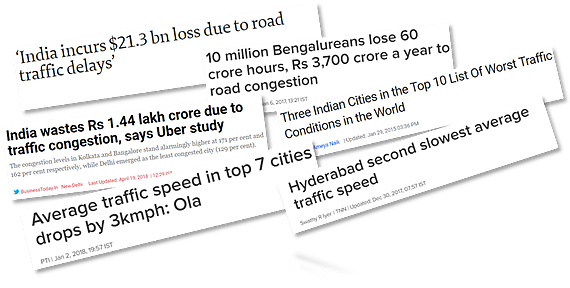 ‘India incurs $21.3 bn loss due to road
traffic delays’
10 million Bengalureans lose 60
crore hours, Rs 3,700 crore a year to
road congestion
6, 2017, 13:21 IST
India wastes Rs 1.44 lakh crore due to
traffic congestion, says Uber study
The congestion levels in Kolkata and Bangalore stand alarmingly higher at 171 per cent and
162 per cent respectively, while Delhi emerged as the least congested city (129 per cent).
BusinessToday.In New Delhi Last Updated: April 19, 2018 | 12:29 IST
Three Indian Cities in the Top 10 List Of Worst Traffic
Conditions in the World
Ameya Naik | Updated: Jan 29, 2015 03:36 PM
Average traffic speed in top 7 cities
drops by 3kmph: Ola
PTI | Jan 2, 2018, 19:57 IST
Hyderabad second slowest average
traffic speed
Swathy R Iyer | TNN | Updated: Dec 30, 2017, 07:57 IST